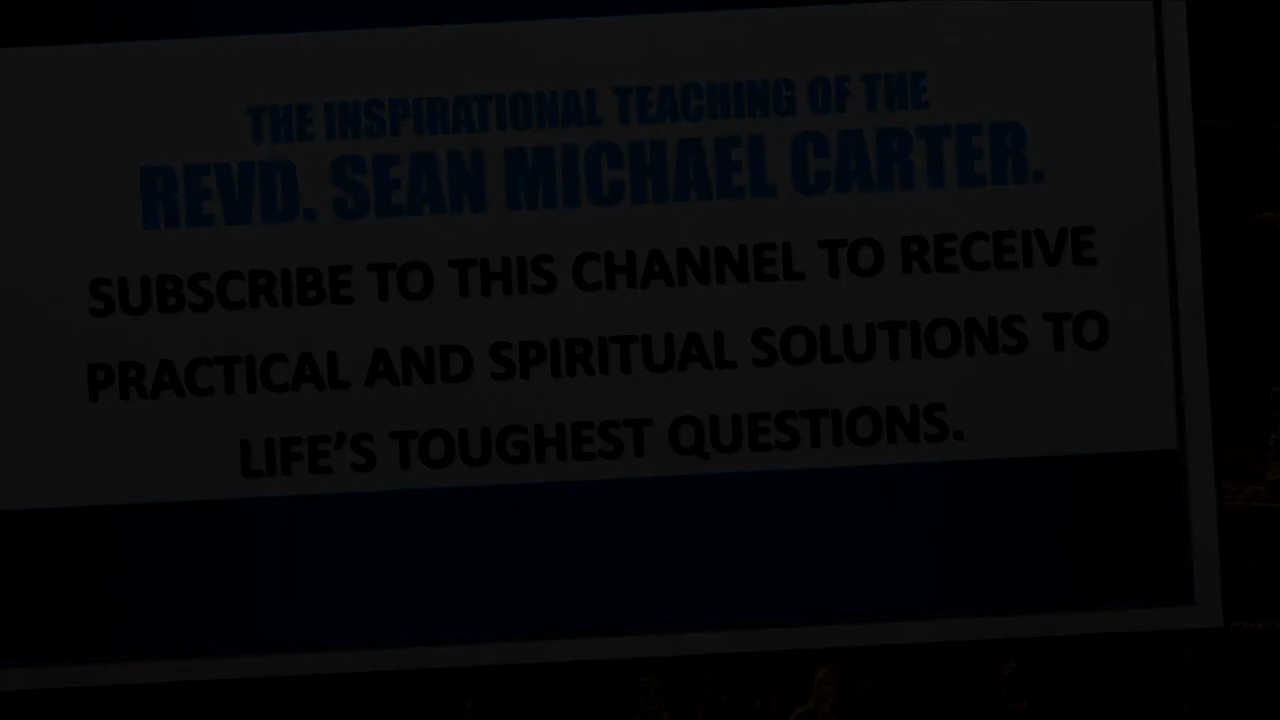 THE INSPIRATIONAL TEACHING OF THE
REVD. SEAN MICHAEL CARTER.
SUBSCRIBE TO THIS CHANNEL TO RECEIVE
PRACTICAL AND SPIRITUAL SOLUTIONS TO
LIFE'S TOUGHEST QUESTIONS.